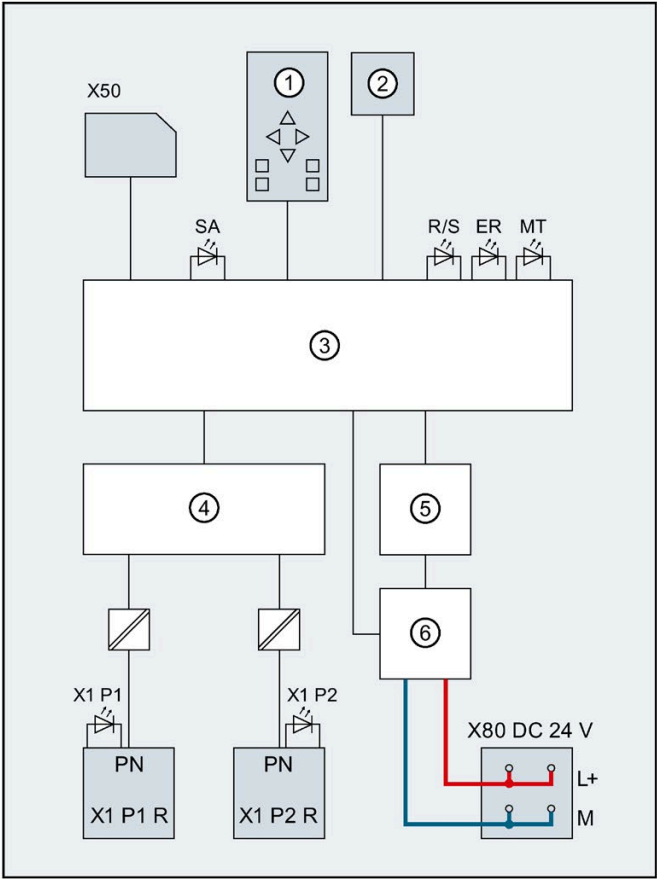 X50
①
②
SA
R/S ER MT
③
④
⑤
⑥
X1 P1
X1 P2
X80 DC 24 V
PN
PN
L+
X1 P1 R
X1 P2 R
M